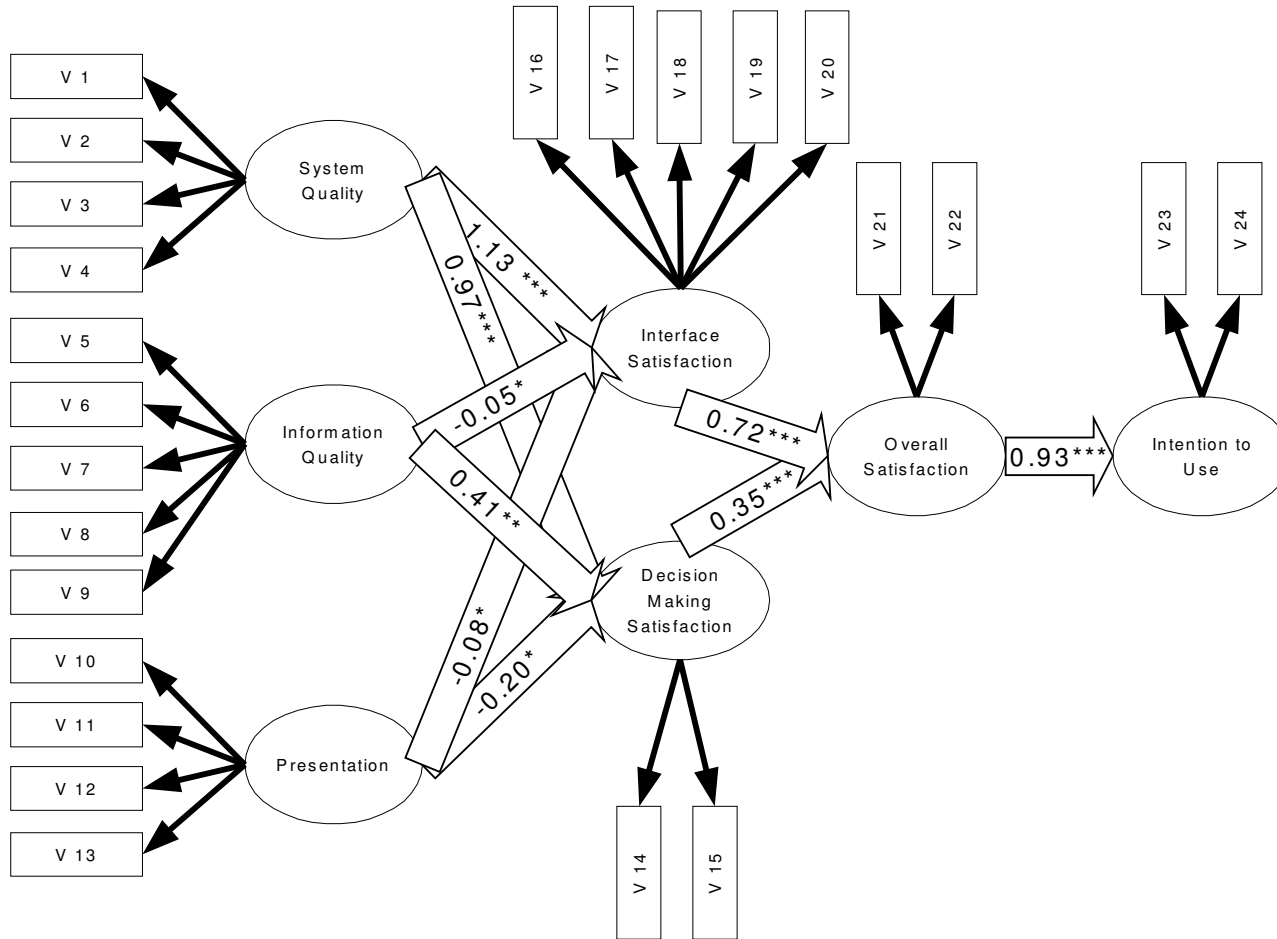 V 1
V 2
V 3
V 4
V 5
V 6
V 7
V 8
V 9
V 10
V 11
V 12
V 13
System
Quality
Information
Quality
Presentation
1.13 ***
0.97***
-0.05*
0.41**
-0.08*
-0.20*
V 16
V 17
V 18
V 19
V 20
Interface
Satisfaction
Decision
Making
Satisfaction
V 14
V 15
0.72***
0.35***
V 21
V 22
Overall
Satisfaction
0.93***
V 23
V 24
Intention to
Use